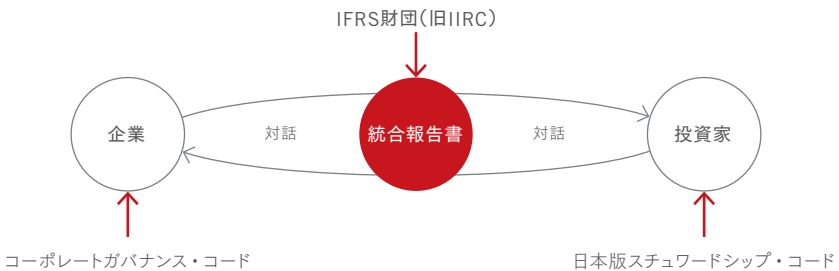 IFRS財団(旧IIRC)
企業
対話
統合報告書
対話
投資家
コーポレートガバナンス・コード
日本版スチュワードシップ・コード